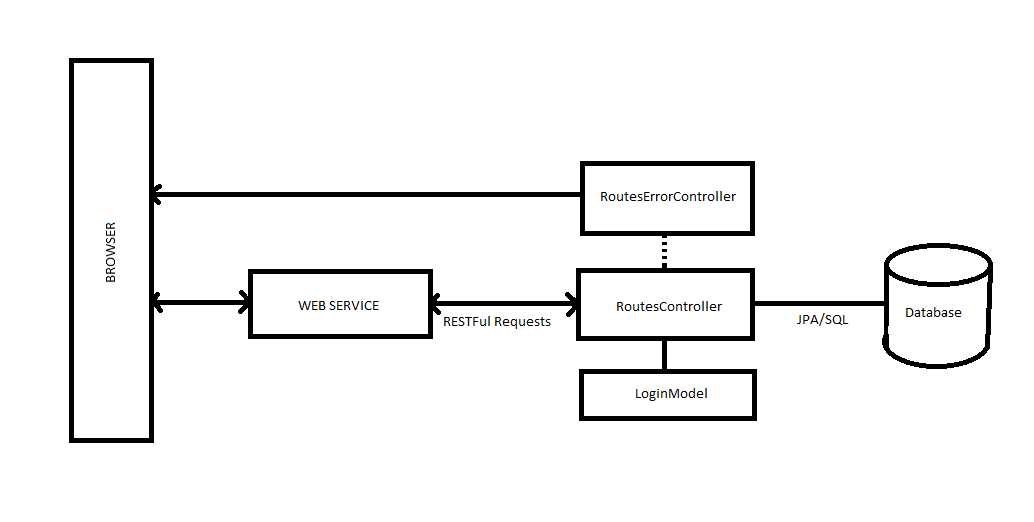 BROWSER
RoutesErrorController
WEB SERVICE
RESTFul Requests
RoutesController
JPA/SQL
Database
LoginModel